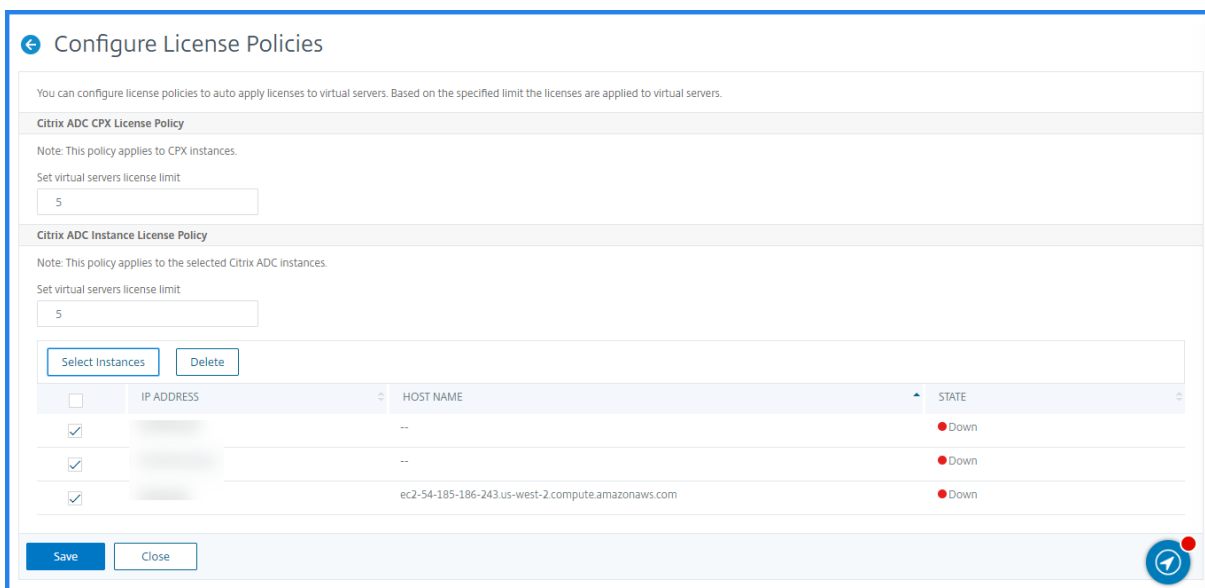 Configure License Policies
You can configure license policies to auto apply licenses to virtual servers. Based on the specified limit the licenses are applied to virtual servers.
Citrix ADC CPX License Policy
Note: This policy applies to CPX instances.
Set virtual servers license limit
5
Citrix ADC Instance License Policy
Note: This policy applies to the selected Citrix ADC instances.
Set virtual servers license limit
5
Select Instances Delete
IP ADDRESS HOST NAME STATE
-- Down
-- Down
ec2-54-185-186-243.us-west-2.compute.amazonaws.com Down
Save Close